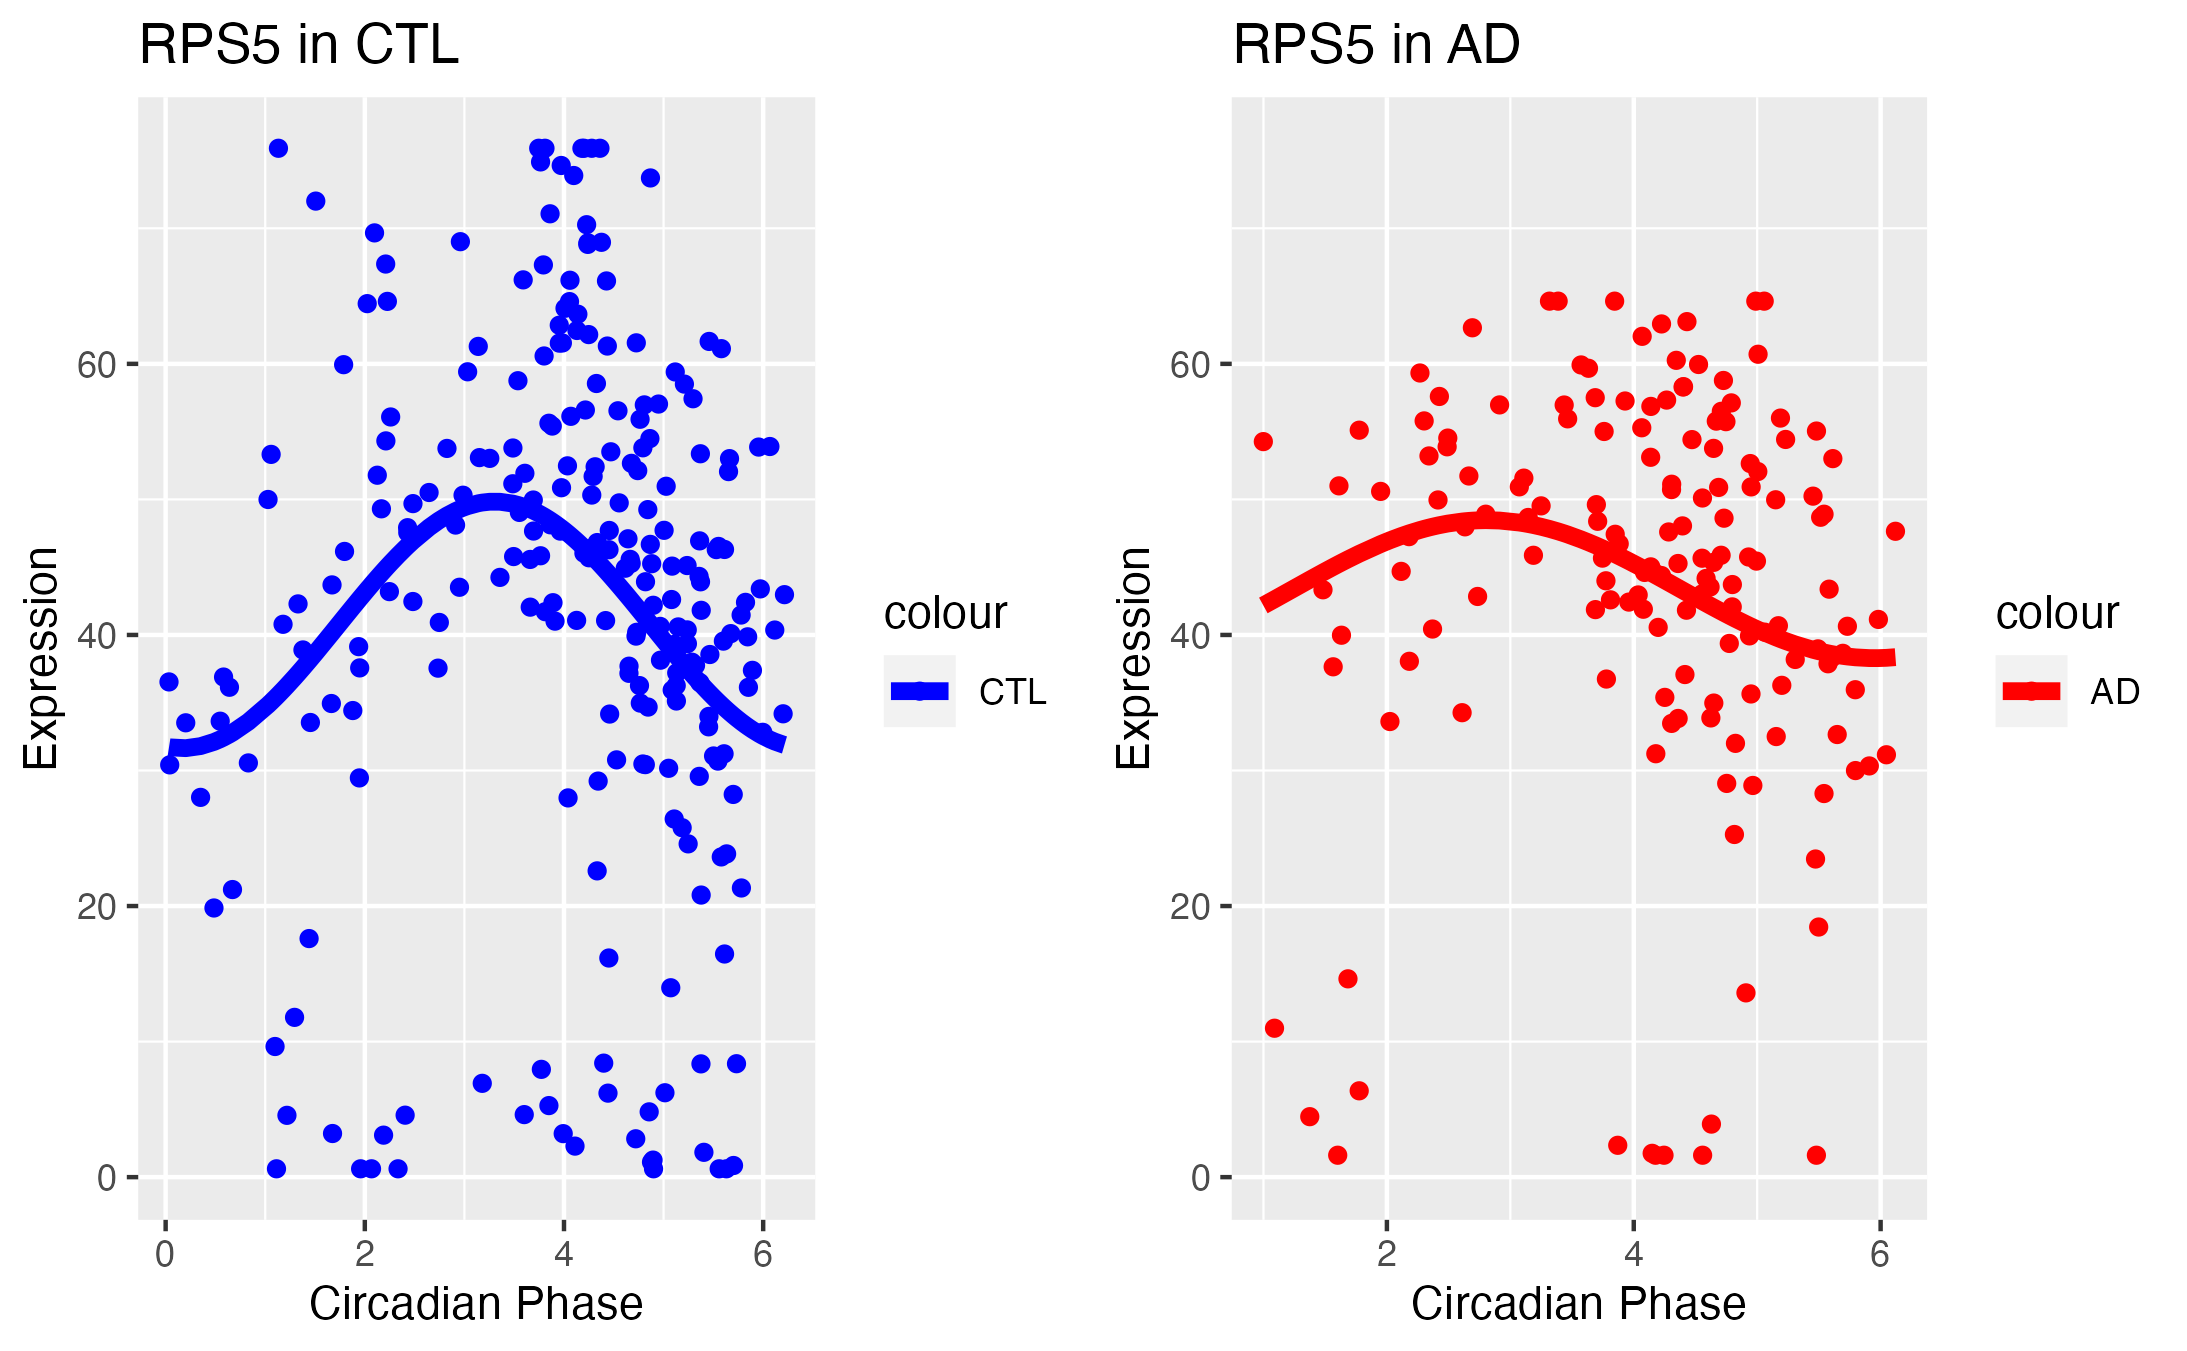 RPS5 in CTL
Expression
60
40
20
0
0 2 4 6
Circadian Phase
colour
CTL
RPS5 in AD
Expression
60
40
20
0
2 4 6
Circadian Phase
colour
AD